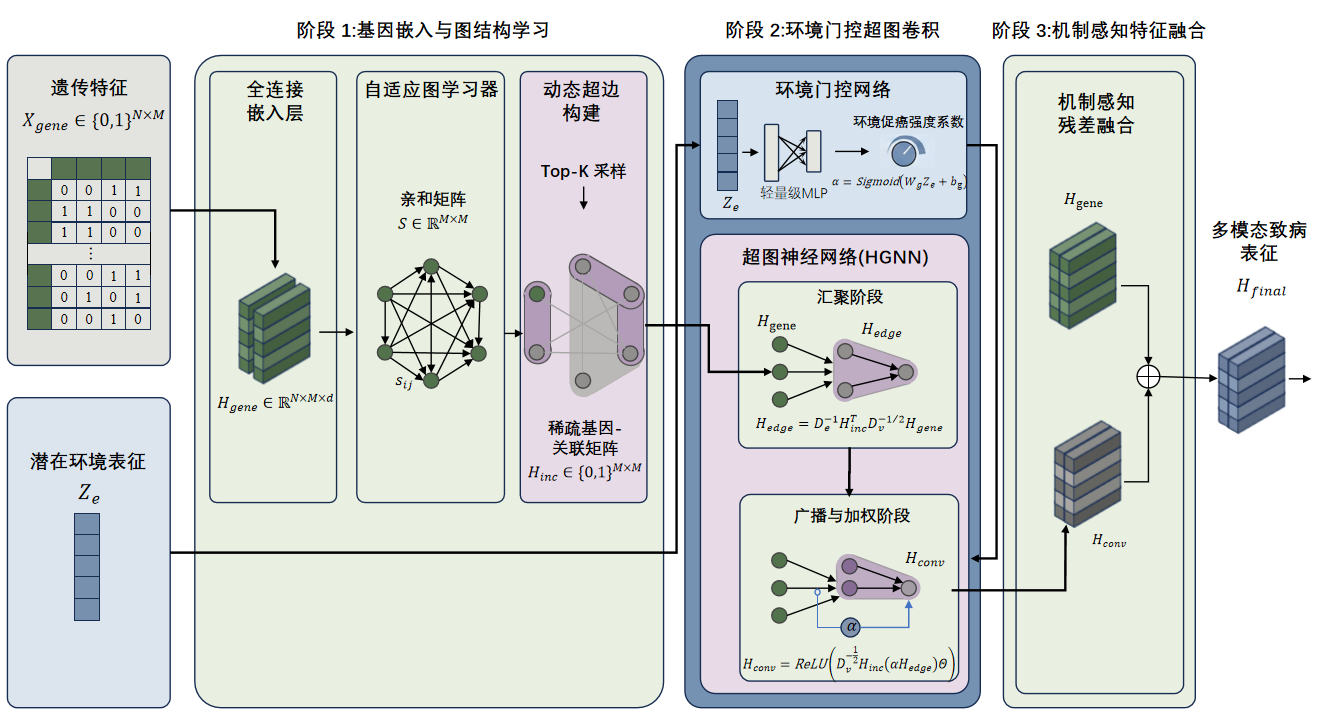 阶段 1:基因嵌入与图结构学习
阶段 2:环境门控超图卷积
阶段 3:机制感知特征融合
遗传特征
X_gene ∈ {0,1}^{N×M}
0 0 1 1
1 1 0 0
1 1 0 0
⋮
0 0 1 1
0 1 0 1
0 0 1 0
潜在环境表征
Z_e
全连接
嵌入层
H_gene ∈ ℝ^{N×M×d}
自适应图学习器
亲和矩阵
S ∈ ℝ^{M×M}
s_{ij}
动态超边
构建
Top-K 采样
稀疏基因-
关联矩阵
H_inc ∈ {0,1}^{M×M}
环境门控网络
环境促癌强度系数
Z_e
轻量级MLP
α = Sigmoid(W_g Z_e + b_g)
超图神经网络(HGNN)
汇聚阶段
H_gene
H_edge
H_edge = D_e^{-1} H_inc^T D_v^{-1/2} H_gene
广播与加权阶段
H_conv
α
H_conv = ReLU(D_v^{-1/2} H_inc(αH_edge)Θ)
机制感知
残差融合
H_gene
H_conv
多模态致病
表征
H_final